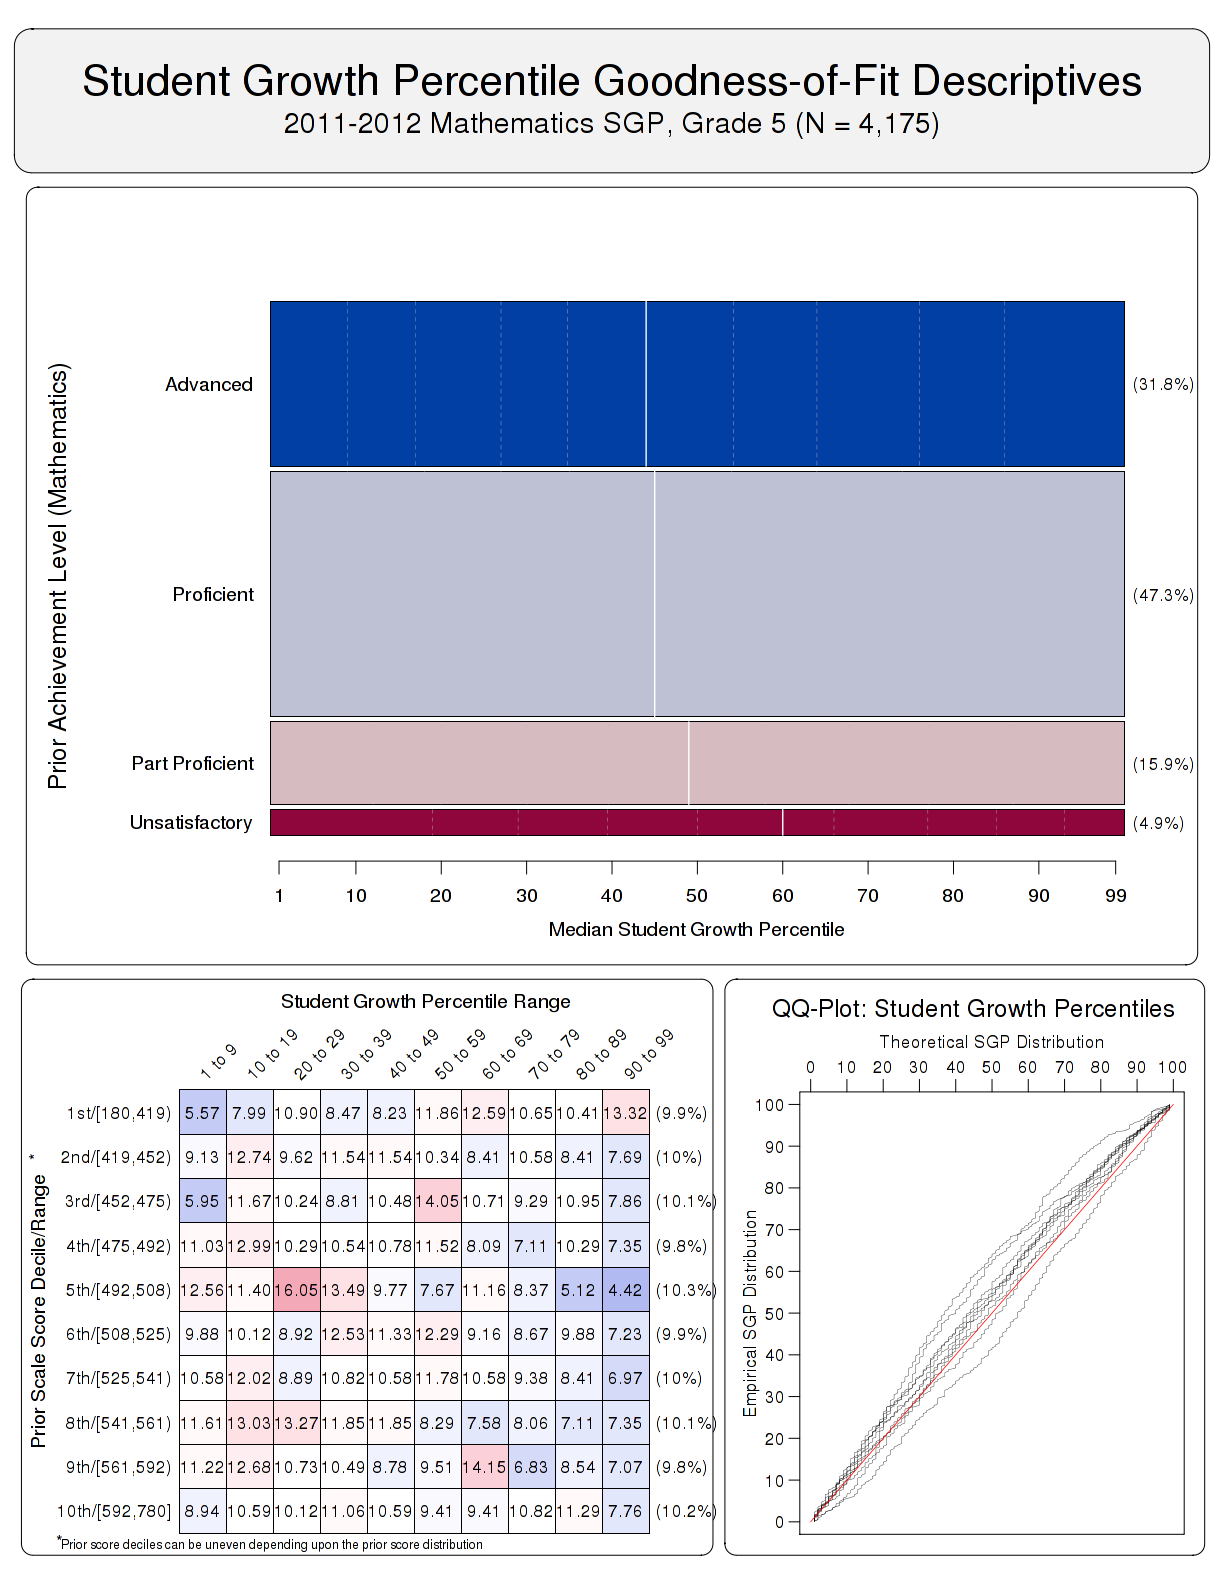 Student Growth Percentile Goodness-of-Fit Descriptives
2011-2012 Mathematics SGP, Grade 5 (N = 4,175)
Prior Achievement Level (Mathematics)
Advanced (31.8%)
Proficient (47.3%)
Part Proficient (15.9%)
Unsatisfactory (4.9%)
1 10 20 30 40 50 60 70 80 90 99
Median Student Growth Percentile
Student Growth Percentile Range
1 to 9 10 to 19 20 to 29 30 to 39 40 to 49 50 to 59 60 to 69 70 to 79 80 to 89 90 to 99
Prior Scale Score Decile/Range *
1st/[180,419) 5.57 7.99 10.90 8.47 8.23 11.86 12.59 10.65 10.41 13.32 (9.9%)
2nd/[419,452) 9.13 12.74 9.62 11.54 11.54 10.34 8.41 10.58 8.41 7.69 (10%)
3rd/[452,475) 5.95 11.67 10.24 8.81 10.48 14.05 10.71 9.29 10.95 7.86 (10.1%)
4th/[475,492) 11.03 12.99 10.29 10.54 10.78 11.52 8.09 7.11 10.29 7.35 (9.8%)
5th/[492,508) 12.56 11.40 16.05 13.49 9.77 7.67 11.16 8.37 5.12 4.42 (10.3%)
6th/[508,525) 9.88 10.12 8.92 12.53 11.33 12.29 9.16 8.67 9.88 7.23 (9.9%)
7th/[525,541) 10.58 12.02 8.89 10.82 10.58 11.78 10.58 9.38 8.41 6.97 (10%)
8th/[541,561) 11.61 13.03 13.27 11.85 11.85 8.29 7.58 8.06 7.11 7.35 (10.1%)
9th/[561,592) 11.22 12.68 10.73 10.49 8.78 9.51 14.15 6.83 8.54 7.07 (9.8%)
10th/[592,780] 8.94 10.59 10.12 11.06 10.59 9.41 9.41 10.82 11.29 7.76 (10.2%)
*Prior score deciles can be uneven depending upon the prior score distribution
QQ-Plot: Student Growth Percentiles
Theoretical SGP Distribution
0 10 20 30 40 50 60 70 80 90 100
Empirical SGP Distribution
100
90
80
70
60
50
40
30
20
10
0